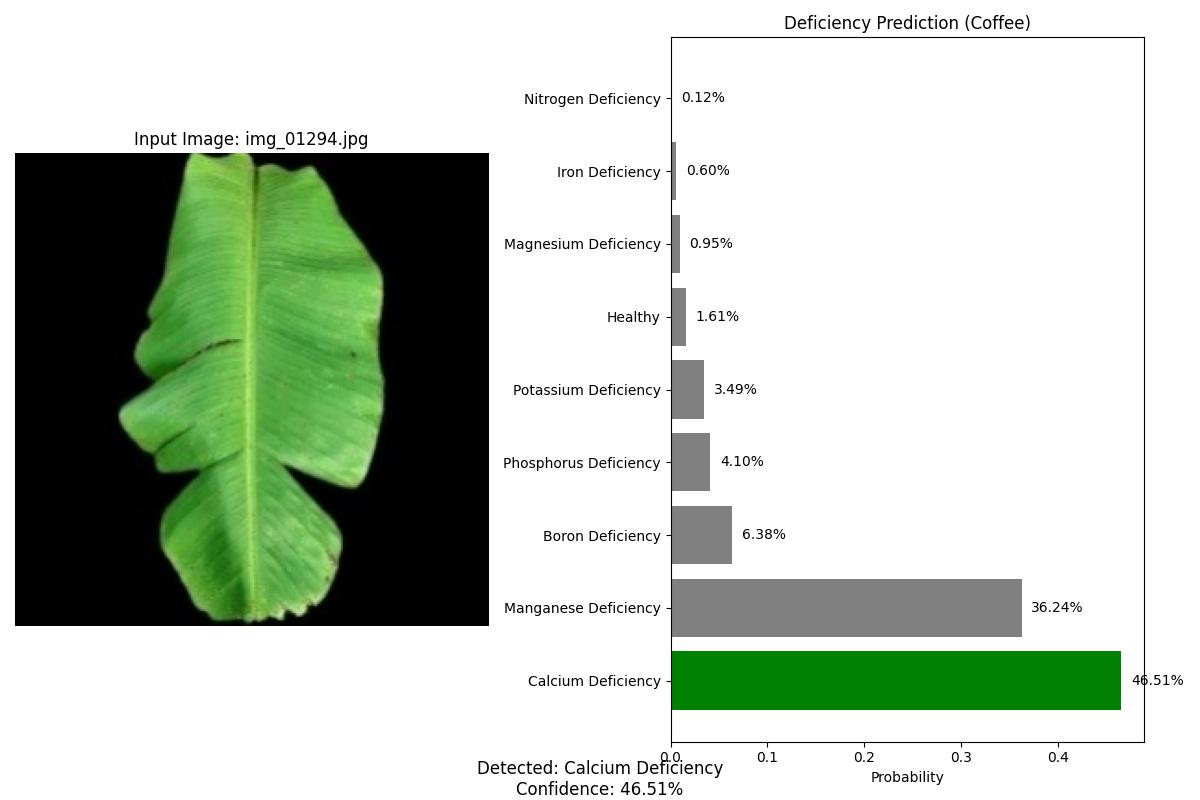 Deficiency Prediction (Coffee)
Input Image: img_01294.jpg
Nitrogen Deficiency 0.12%
Iron Deficiency 0.60%
Magnesium Deficiency 0.95%
Healthy 1.61%
Potassium Deficiency 3.49%
Phosphorus Deficiency 4.10%
Boron Deficiency 6.38%
Manganese Deficiency 36.24%
Calcium Deficiency 46.51%
0.0 0.1 0.2 0.3 0.4
Probability
Detected: Calcium Deficiency
Confidence: 46.51%